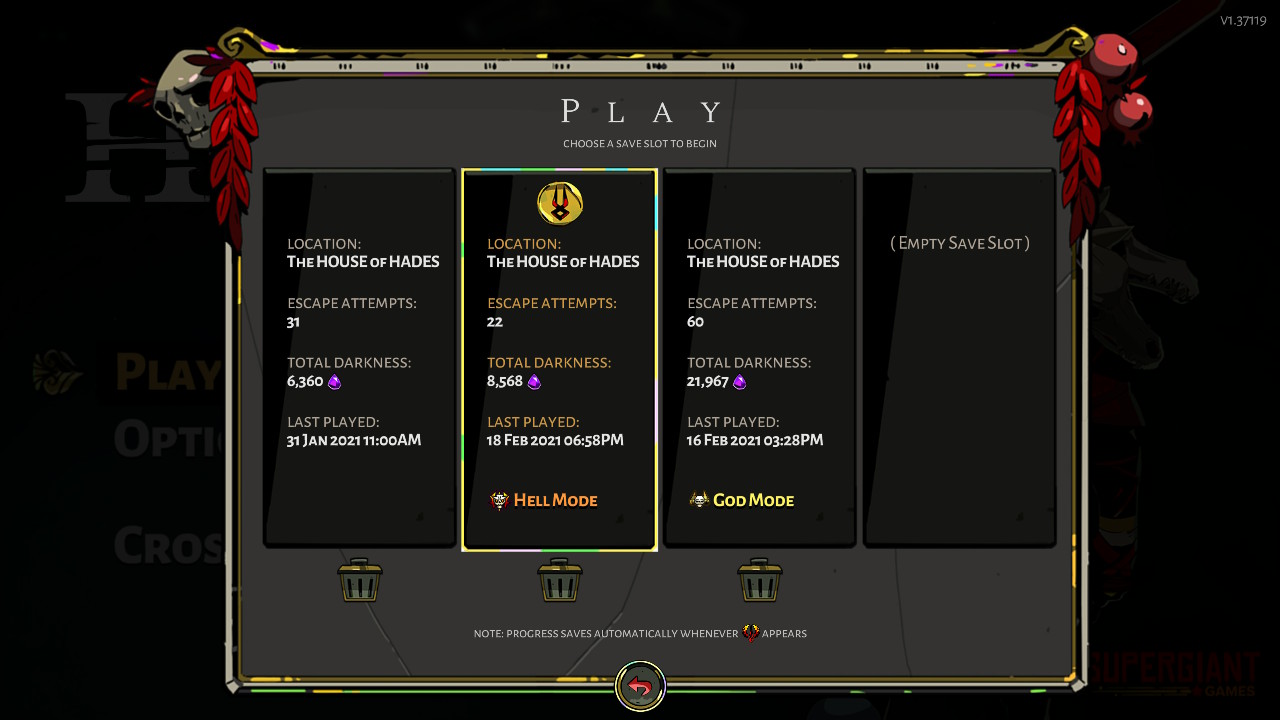 V1.37119
H
PLAY
CHOOSE A SAVE SLOT TO BEGIN
LOCATION:
THE HOUSE OF HADES
ESCAPE ATTEMPTS:
31
TOTAL DARKNESS:
6,360
LAST PLAYED:
31 JAN 2021 11:00AM
LOCATION:
THE HOUSE OF HADES
ESCAPE ATTEMPTS:
22
TOTAL DARKNESS:
8,568
LAST PLAYED:
18 FEB 2021 06:58PM
HELL MODE
LOCATION:
THE HOUSE OF HADES
ESCAPE ATTEMPTS:
60
TOTAL DARKNESS:
21,967
LAST PLAYED:
16 FEB 2021 03:28PM
GOD MODE
( EMPTY SAVE SLOT )
PLAY
OPTI
CROS
NOTE: PROGRESS SAVES AUTOMATICALLY WHENEVER APPEARS
SUPERGIANT
GAMES